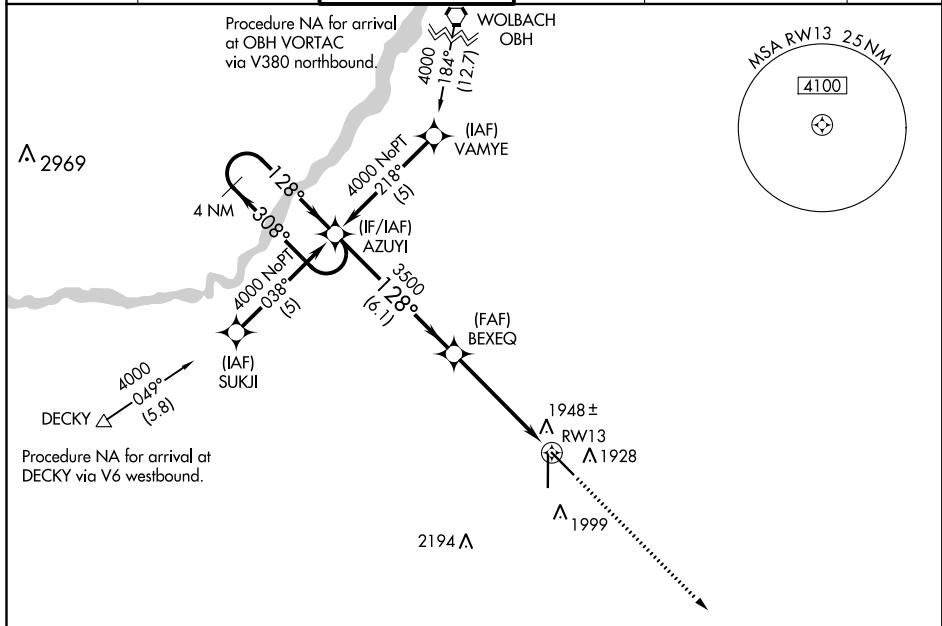 Procedure NA for arrival
at OBH VORTAC
via V380 northbound.
WOLBACH
OBH
4000
184°
(12.7)
MSA RW13 25 NM
4100
2969
(IAF)
VAMYE
4000 NoPT
218°
(5)
128°
4 NM
308°
(IF/IAF)
AZUYI
4000 NoPT
038°
(5)
3500
128°
(6.1)
(FAF)
BEXEQ
(IAF)
SUKJI
4000
049°
(5.8)
DECKY
Procedure NA for arrival at
DECKY via V6 westbound.
1948 ±
RW13
1928
1999
2194